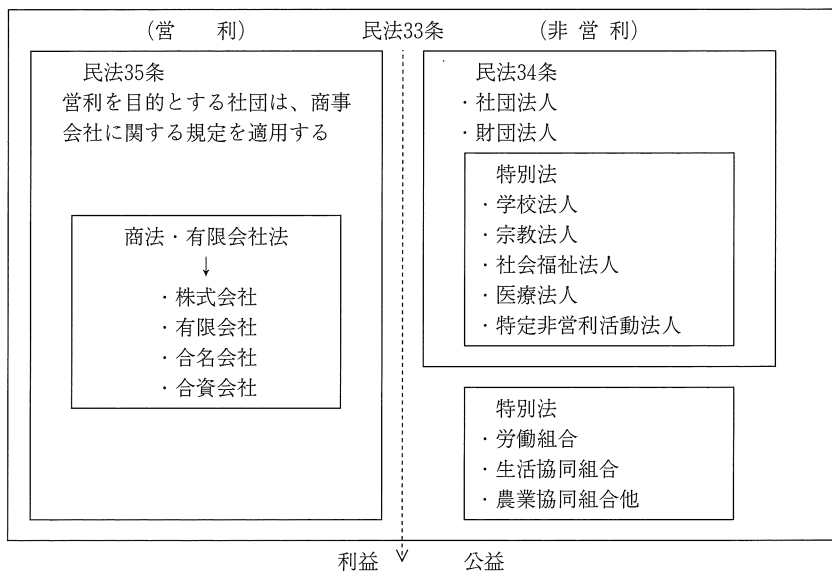 (営　利)　民法33条　(非 営 利)
民法35条
営利を目的とする社団は、商事
会社に関する規定を適用する
商法・有限会社法
↓
・株式会社
・有限会社
・合名会社
・合資会社
民法34条
・社団法人
・財団法人
特別法
・学校法人
・宗教法人
・社会福祉法人
・医療法人
・特定非営利活動法人
特別法
・労働組合
・生活協同組合
・農業協同組合他
利益　公益